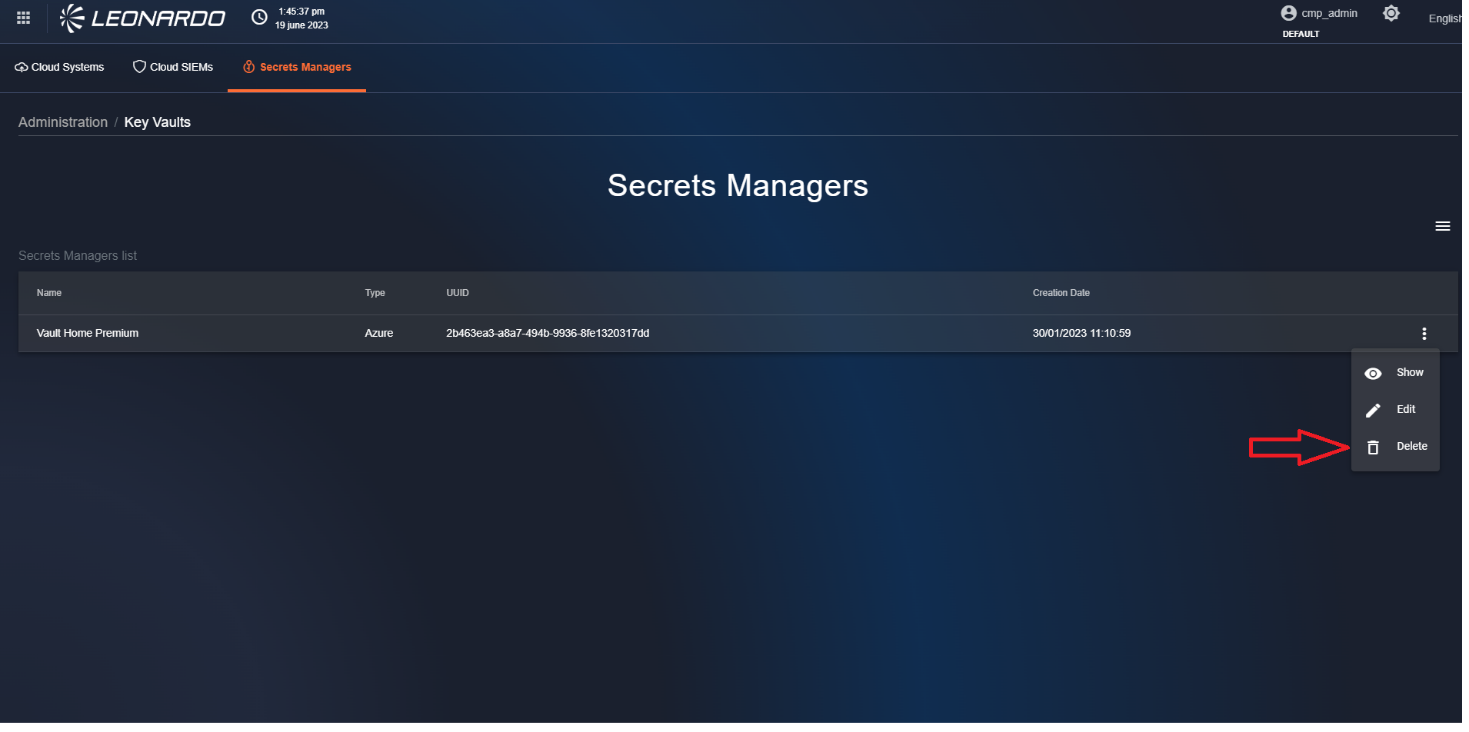 LEONARDO
1:45:37 pm
19 june 2023
cmp_admin
DEFAULT
English
Cloud Systems
Cloud SIEMs
Secrets Managers
Administration / Key Vaults
Secrets Managers
Secrets Managers list
Name Type UUID Creation Date
Vault Home Premium Azure 2b463ea3-a8a7-494b-9936-8fe1320317dd 30/01/2023 11:10:59
Show
Edit
Delete